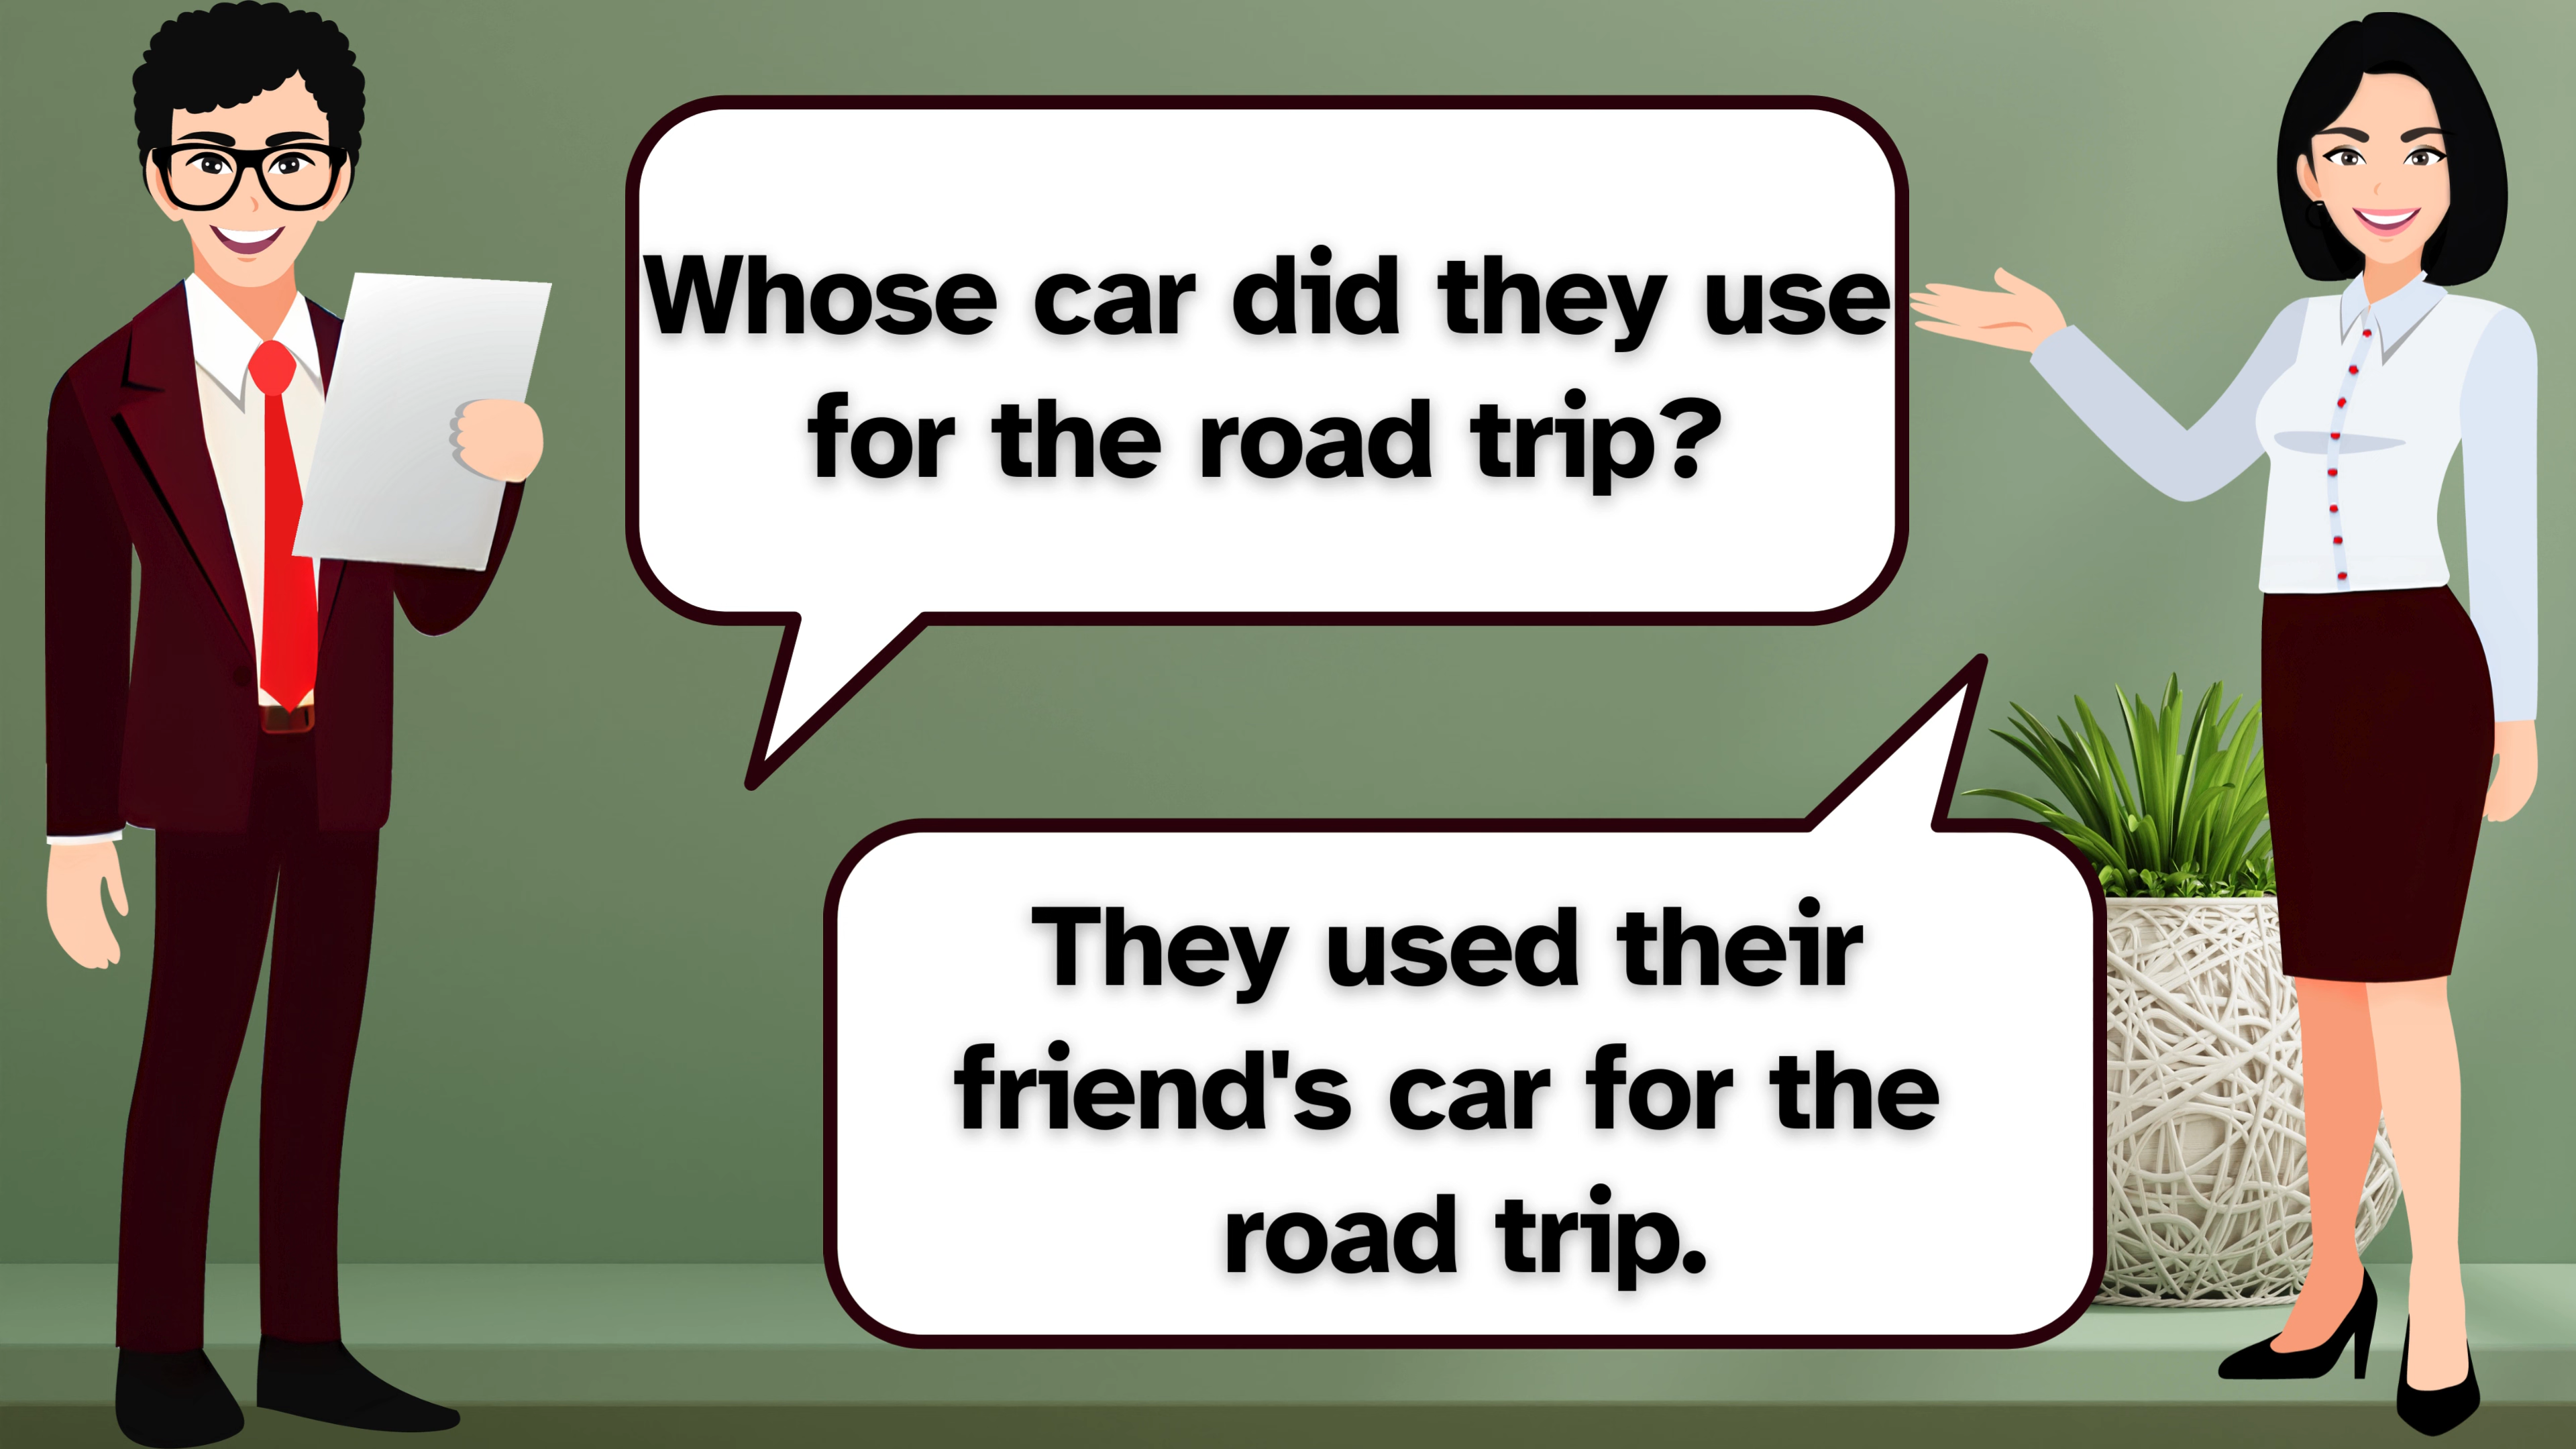 Whose car did they use
for the road trip?
They used their
friend's car for the
road trip.